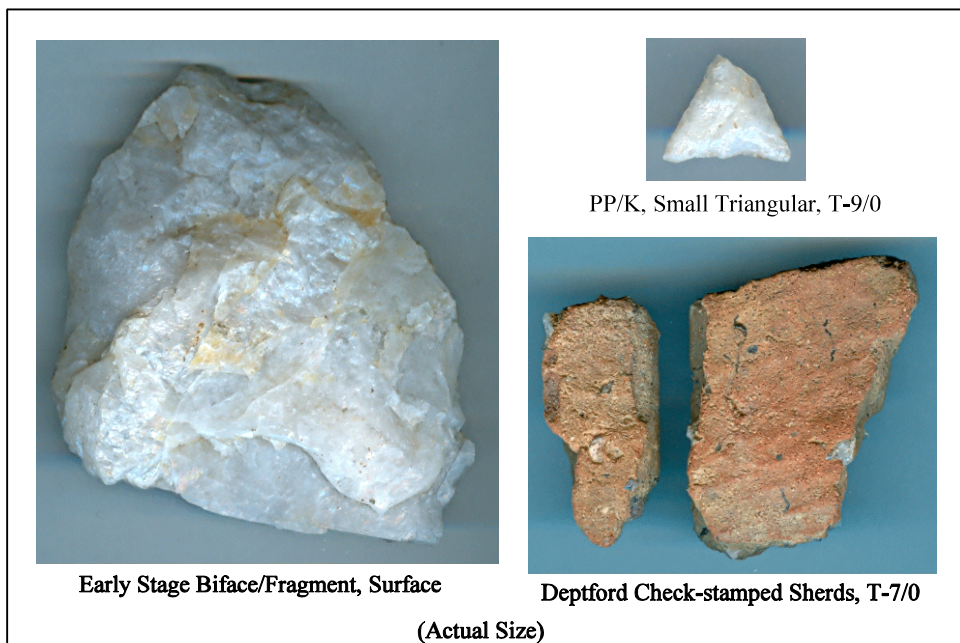 PP/K, Small Triangular, T-9/0
Early Stage Biface/Fragment, Surface
Deptford Check-stamped Sherds, T-7/0
(Actual Size)